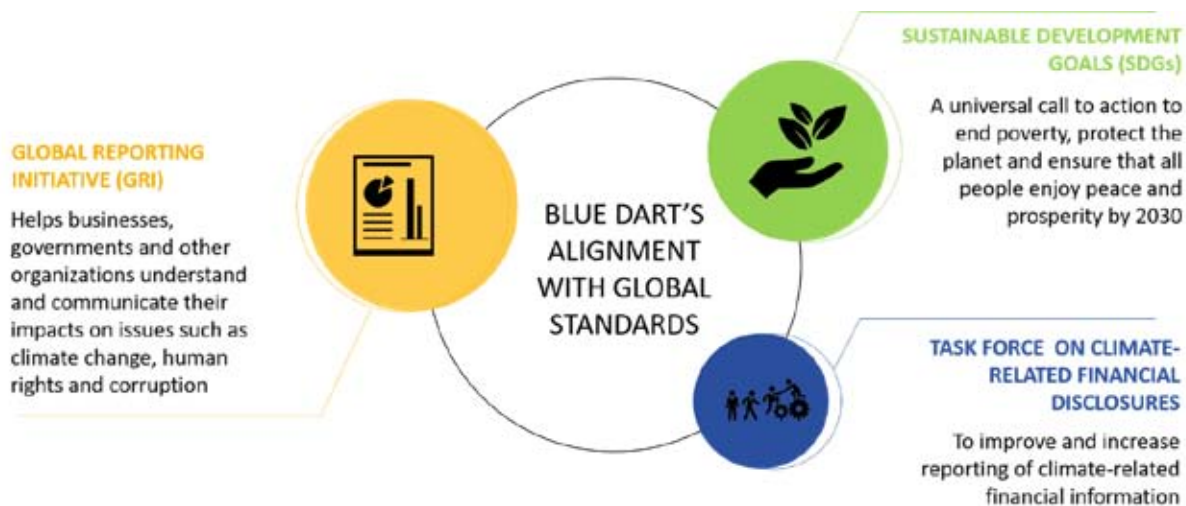 GLOBAL REPORTING
INITIATIVE (GRI)
Helps businesses,
governments and other
organizations understand
and communicate their
impacts on issues such as
climate change, human
rights and corruption
BLUE DART'S
ALIGNMENT
WITH GLOBAL
STANDARDS
SUSTAINABLE DEVELOPMENT
GOALS (SDGs)
A universal call to action to
end poverty, protect the
planet and ensure that all
people enjoy peace and
prosperity by 2030
TASK FORCE ON CLIMATE-
RELATED FINANCIAL
DISCLOSURES
To improve and increase
reporting of climate-related
financial information